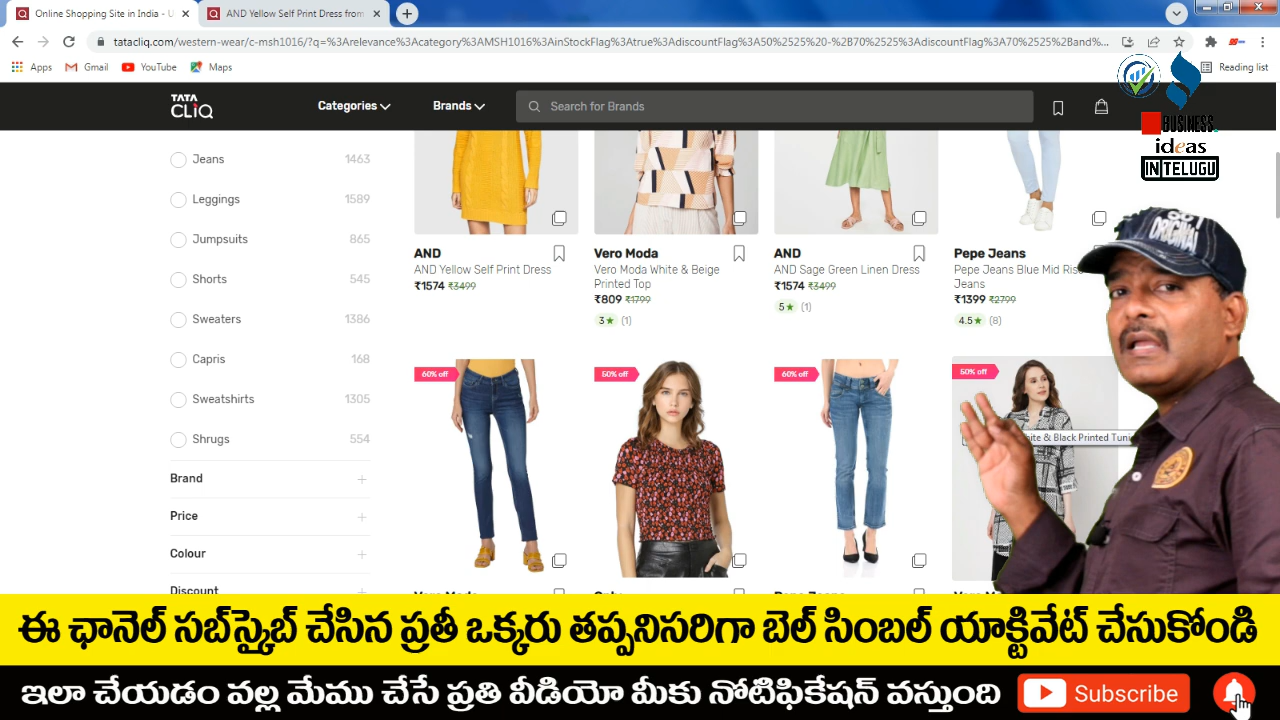 Online Shopping Site in India - U
AND Yellow Self Print Dress from
tatacliq.com/western-wear/c-msh1016/?q=%3Arelevance%3Acategory%3AMSH1016%3AinStockFlag%3Atrue%3AdiscountFlag%3A50%2525%20-%2B70%2525%3AdiscountFlag%3A70%2525%2Band%...
Apps Gmail YouTube Maps Reading list
TATA
CLiQ
Categories Brands Search for Brands
BUSINESS
ideas
IN TELUGU
Jeans 1463
Leggings 1589
Jumpsuits 865
Shorts 545
Sweaters 1386
Capris 168
Sweatshirts 1305
Shrugs 554
Brand
Price
Colour
Discount
AND
AND Yellow Self Print Dress
₹1574 ₹3499
Vero Moda
Vero Moda White & Beige
Printed Top
₹809 ₹1799
3★ (1)
AND
AND Sage Green Linen Dress
₹1574 ₹3499
5★ (1)
Pepe Jeans
Pepe Jeans Blue Mid Rise
Jeans
₹1399 ₹2799
4.5★ (8)
ORIGINAL
60% off
50% off
60% off
50% off
& Black Printed Tuni
ఈ ఛానెల్ సబ్‌స్క్రైబ్ చేసిన ప్రతీ ఒక్కరు తప్పనిసరిగా బెల్ సింబల్ యాక్టివేట్ చేసుకోండి
ఇలా చేయడం వల్ల మేము చేసే ప్రతి వీడియో మీకు నోటిఫికేషన్ వస్తుంది
Subscribe